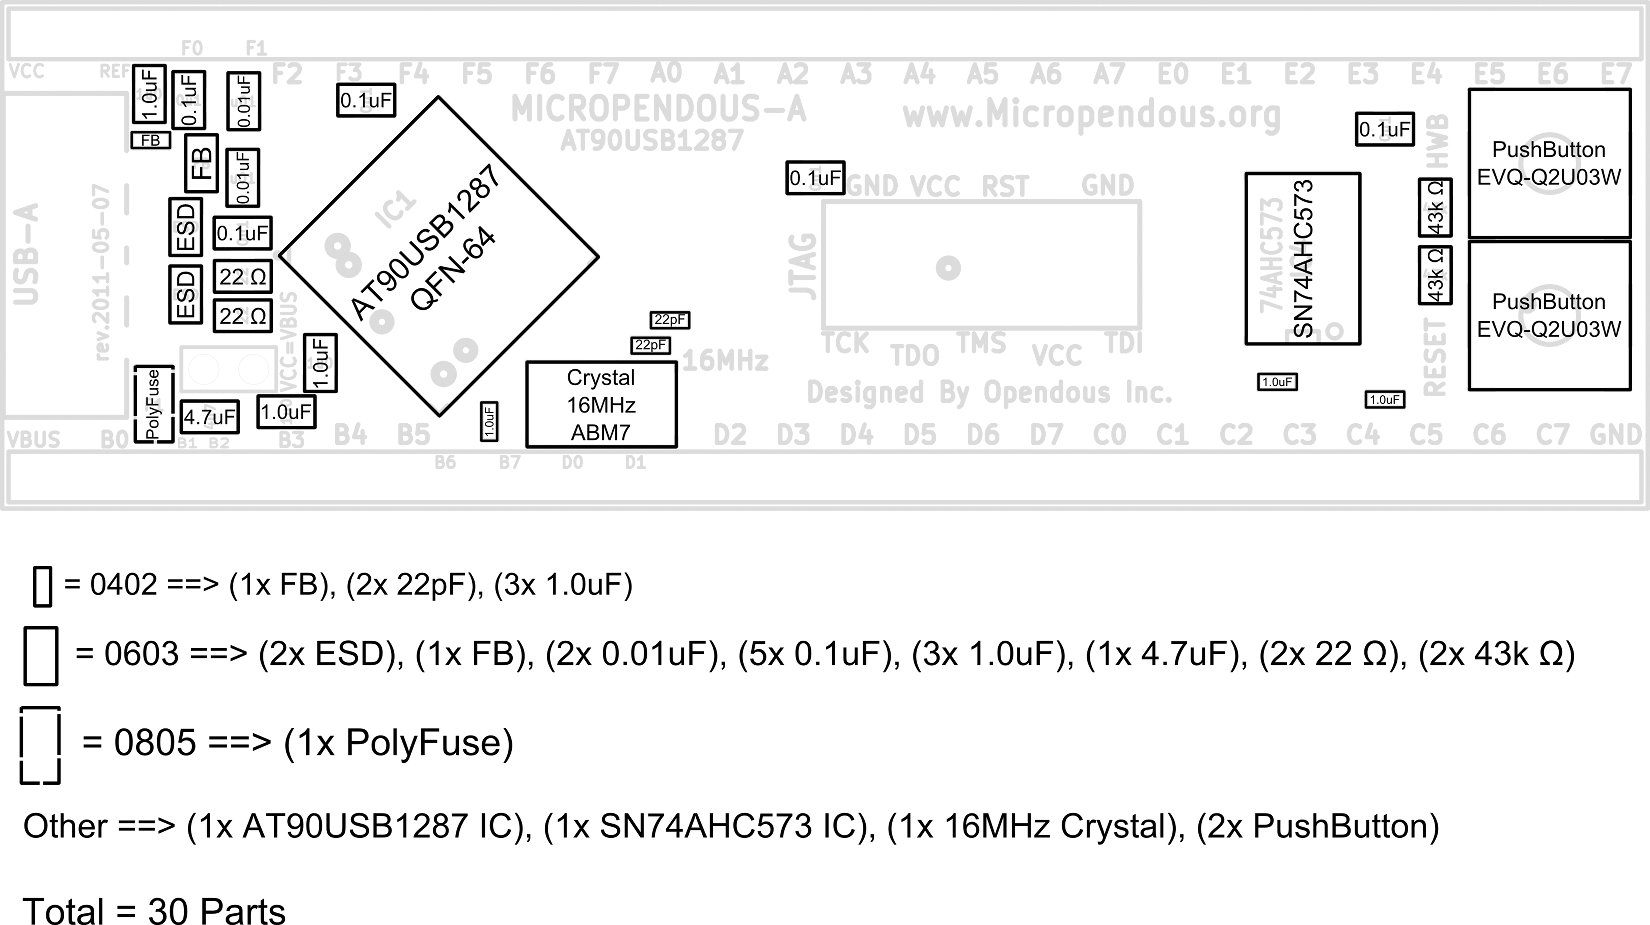 F0 F1
VCC REF F2 F3 F4 F5 F6 F7 A0 A1 A2 A3 A4 A5 A6 A7 E0 E1 E2 E3 E4 E5 E6 E7
1.0uF
0.1uF
0.01uF
0.1uF
MICROPENDOUS-A
AT90USB1287
www.Micropendous.org
0.1uF
HWB
PushButton
EVQ-Q2U03W
FB
FB
0.01uF
IC1
AT90USB1287
QFN-64
0.1uF
GND VCC RST GND
74AHC573
SN74AHC573
43k Ω
USB-A
rev.2011-05-07
ESD
0.1uF
ESD
22 Ω
22 Ω
JTAG
43k Ω
PushButton
EVQ-Q2U03W
VCC=VBUS
1.0uF
22pF
22pF
16MHz
TCK TDO TMS VCC TDI
RESET
PolyFuse
4.7uF
1.0uF
1.0uF
Crystal
16MHz
ABM7
Designed By Opendous Inc.
1.0uF
1.0uF
VBUS B0 B1 B2 B3 B4 B5 D2 D3 D4 D5 D6 D7 C0 C1 C2 C3 C4 C5 C6 C7 GND
B6 B7 D0 D1
= 0402 ==> (1x FB), (2x 22pF), (3x 1.0uF)
= 0603 ==> (2x ESD), (1x FB), (2x 0.01uF), (5x 0.1uF), (3x 1.0uF), (1x 4.7uF), (2x 22 Ω), (2x 43k Ω)
= 0805 ==> (1x PolyFuse)
Other ==> (1x AT90USB1287 IC), (1x SN74AHC573 IC), (1x 16MHz Crystal), (2x PushButton)
Total = 30 Parts